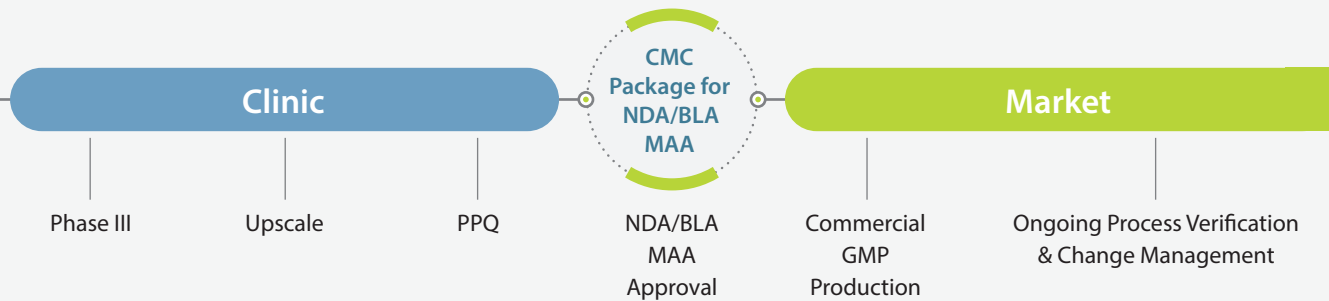 Clinic
CMC
Package for
NDA/BLA
MAA
Market
Phase III
Upscale
PPQ
NDA/BLA
MAA
Approval
Commercial
GMP
Production
Ongoing Process Verification
& Change Management